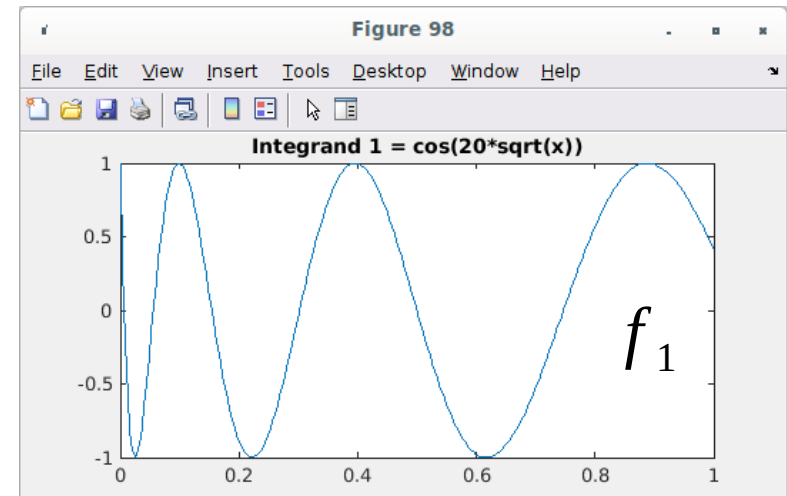 Figure 98
File Edit View Insert Tools Desktop Window Help
Integrand 1 = cos(20*sqrt(x))
1
0.5
0
-0.5
-1
0 0.2 0.4 0.6 0.8 1
f 1